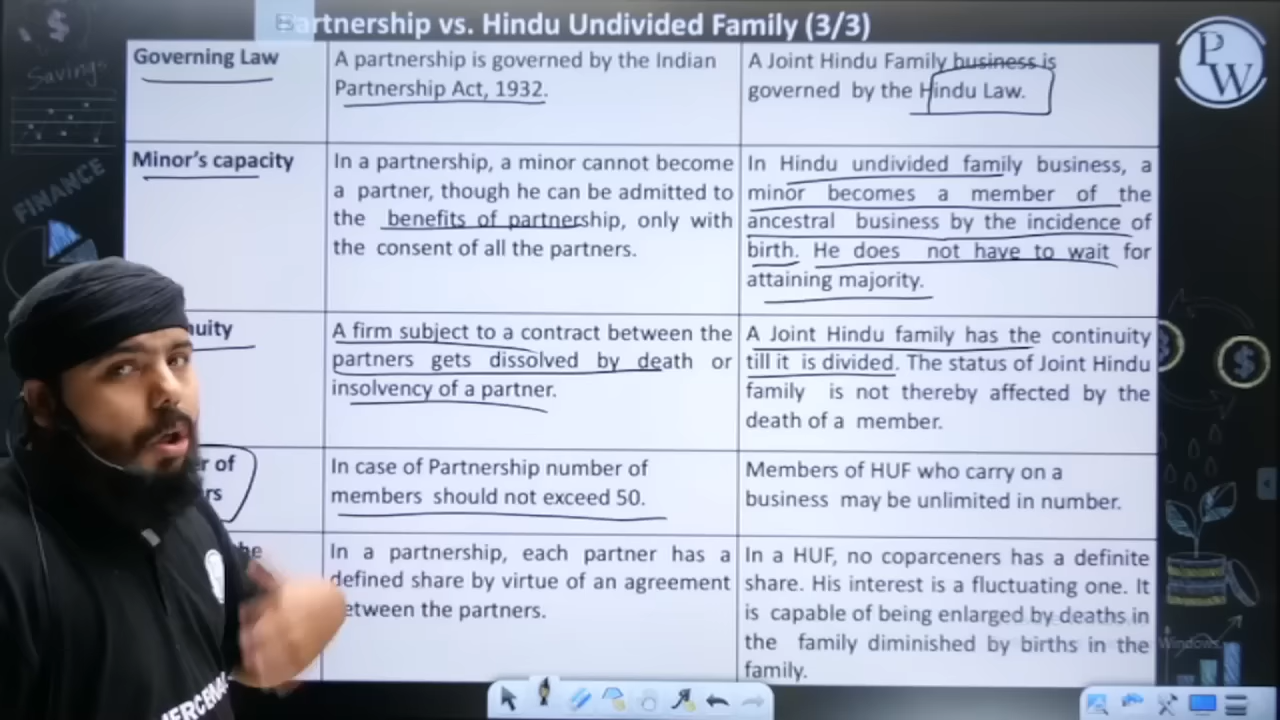 Partnership vs. Hindu Undivided Family (3/3)
P
W
Savings
FINANCE
Governing Law
A partnership is governed by the Indian
Partnership Act, 1932.
A Joint Hindu Family business is
governed by the Hindu Law.
Minor's capacity
In a partnership, a minor cannot become
a partner, though he can be admitted to
the benefits of partnership, only with
the consent of all the partners.
In Hindu undivided family business, a
minor becomes a member of the
ancestral business by the incidence of
birth. He does not have to wait for
attaining majority.
nuity
A firm subject to a contract between the
partners gets dissolved by death or
insolvency of a partner.
A Joint Hindu family has the continuity
till it is divided. The status of Joint Hindu
family is not thereby affected by the
death of a member.
r of
rs
In case of Partnership number of
members should not exceed 50.
Members of HUF who carry on a
business may be unlimited in number.
he
In a partnership, each partner has a
defined share by virtue of an agreement
etween the partners.
In a HUF, no coparceners has a definite
share. His interest is a fluctuating one. It
is capable of being enlarged by deaths in
the family diminished by births in the
family.
Windows.